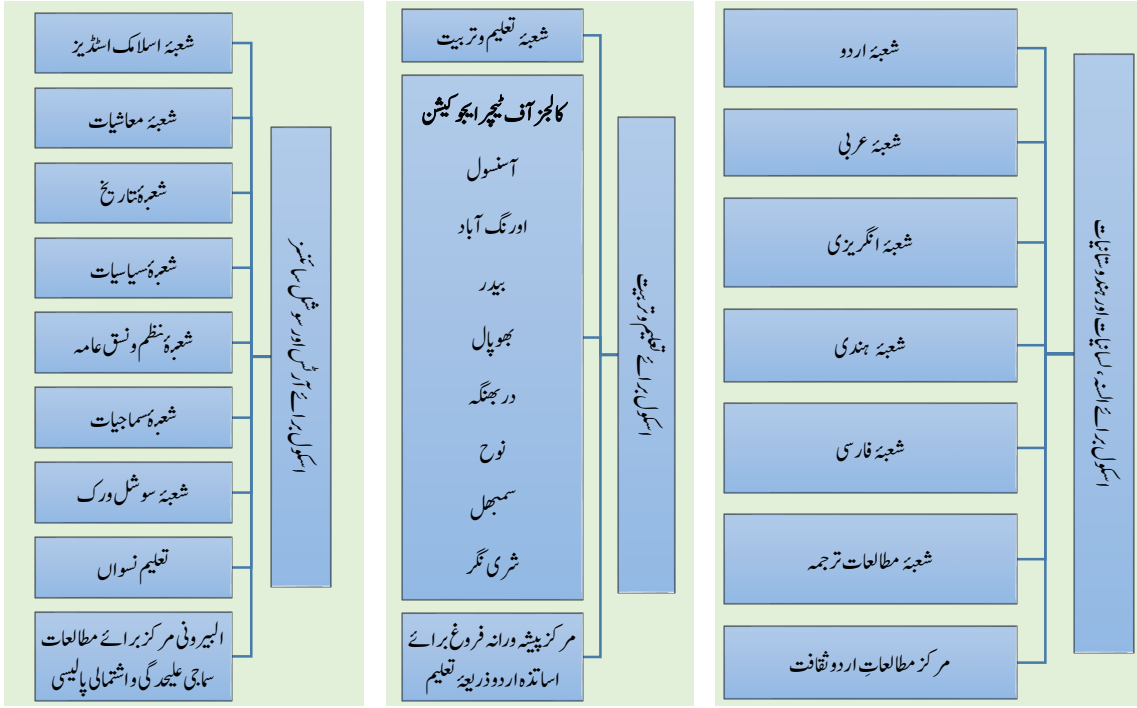 اسکول برائے السنہ، لسانیات اور ہندوستانیات
شعبۂ اردو
شعبۂ عربی
شعبۂ انگریزی
شعبۂ ہندی
شعبۂ فارسی
شعبۂ مطالعات ترجمہ
مرکز مطالعاتِ اردو ثقافت
اسکول برائے تعلیم و تربیت
شعبۂ تعلیم و تربیت
کالجز آف ٹیچر ایجوکیشن
آسنسول
اورنگ آباد
بیدر
بھوپال
دربھنگہ
نوح
سمبھل
شری نگر
مرکز پیشہ ورانہ فروغ برائے
اساتذہ اردو ذریعۂ تعلیم
اسکول برائے آرٹس اور سوشل سائنسز
شعبۂ اسلامک اسٹڈیز
شعبۂ معاشیات
شعبۂ تاریخ
شعبۂ سیاسیات
شعبۂ نظم و نسق عامہ
شعبۂ سماجیات
شعبۂ سوشل ورک
تعلیم نسواں
البیرونی مرکز برائے مطالعات
سماجی علیحدگی و اشتمالی پالیسی